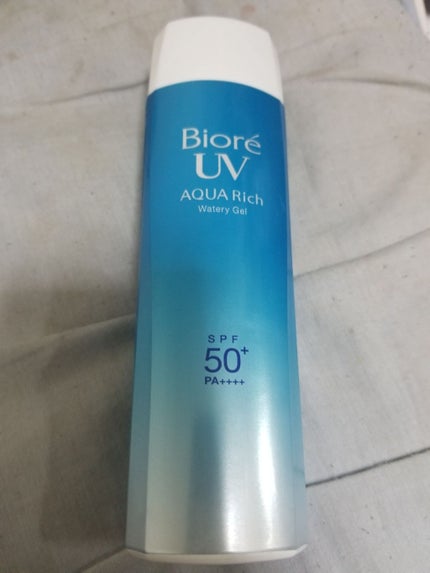 Bioré
UV
AQUA Rich
Watery Gel
SPF
50+
PA++++